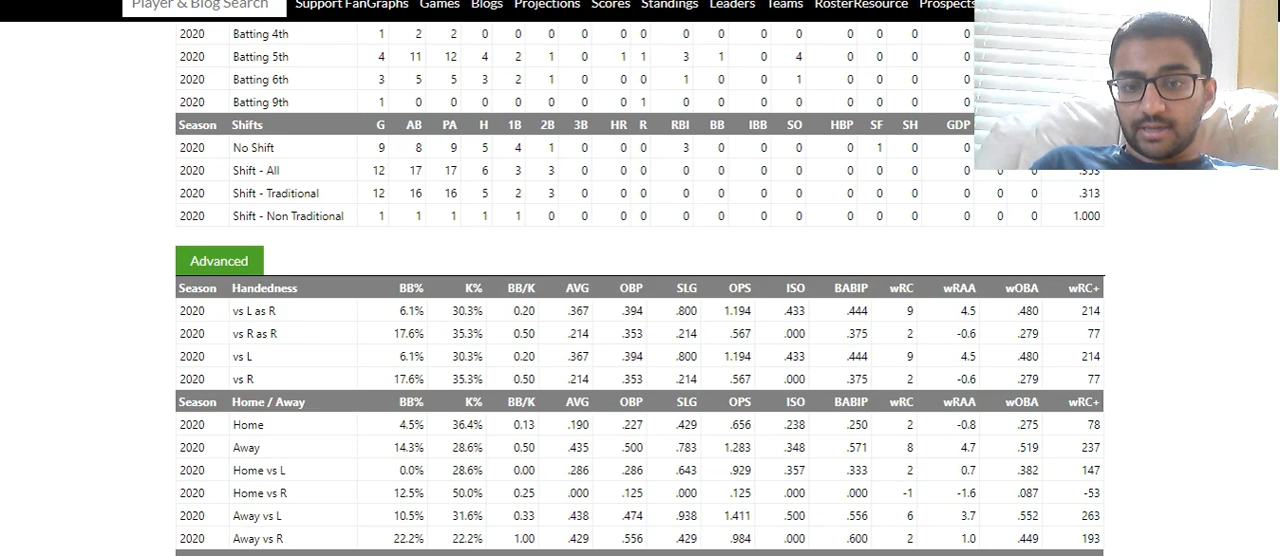 Player & Blog Search Support FanGraphs Games Blogs Projections Scores Standings Leaders Teams RosterResource Prospects
2020 Batting 4th 1 2 2 0 0 0 0 0 0 0 0 0 0 0 0 0 0
2020 Batting 5th 4 11 12 4 2 1 0 1 1 3 1 0 4 0 0 0 0
2020 Batting 6th 3 5 5 3 2 1 0 0 0 1 0 0 1 0 0 0 0
2020 Batting 9th 1 0 0 0 0 0 0 0 1 0 0 0 0 0 0 0 0
Season Shifts G AB PA H 1B 2B 3B HR R RBI BB IBB SO HBP SF SH GDP
2020 No Shift 9 8 9 5 4 1 0 0 0 3 0 0 0 0 1 0 0
2020 Shift - All 12 17 17 6 3 3 0 0 0 0 0 0 0 0 0 0 0 0 0 .353
2020 Shift - Traditional 12 16 16 5 2 3 0 0 0 0 0 0 0 0 0 0 0 0 0 .313
2020 Shift - Non Traditional 1 1 1 1 1 0 0 0 0 0 0 0 0 0 0 0 0 0 0 1.000
Advanced
Season Handedness BB% K% BB/K AVG OBP SLG OPS ISO BABIP wRC wRAA wOBA wRC+
2020 vs L as R 6.1% 30.3% 0.20 .367 .394 .800 1.194 .433 .444 9 4.5 .480 214
2020 vs R as R 17.6% 35.3% 0.50 .214 .353 .214 .567 .000 .375 2 -0.6 .279 77
2020 vs L 6.1% 30.3% 0.20 .367 .394 .800 1.194 .433 .444 9 4.5 .480 214
2020 vs R 17.6% 35.3% 0.50 .214 .353 .214 .567 .000 .375 2 -0.6 .279 77
Season Home / Away BB% K% BB/K AVG OBP SLG OPS ISO BABIP wRC wRAA wOBA wRC+
2020 Home 4.5% 36.4% 0.13 .190 .227 .429 .656 .238 .250 2 -0.8 .275 78
2020 Away 14.3% 28.6% 0.50 .435 .500 .783 1.283 .348 .571 8 4.7 .519 237
2020 Home vs L 0.0% 28.6% 0.00 .286 .286 .643 .929 .357 .333 2 0.7 .382 147
2020 Home vs R 12.5% 50.0% 0.25 .000 .125 .000 .125 .000 .000 -1 -1.6 .087 -53
2020 Away vs L 10.5% 31.6% 0.33 .438 .474 .938 1.411 .500 .556 6 3.7 .552 263
2020 Away vs R 22.2% 22.2% 1.00 .429 .556 .429 .984 .000 .600 2 1.0 .449 193